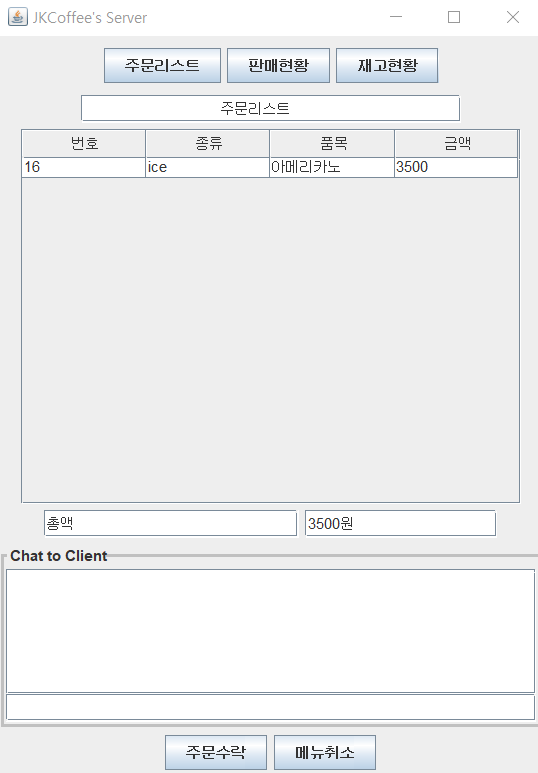 JKCoffee's Server
주문리스트 판매현황 재고현황
주문리스트
번호 종류 품목 금액
16 ice 아메리카노 3500
총액 3500원
Chat to Client
주문수락 메뉴취소